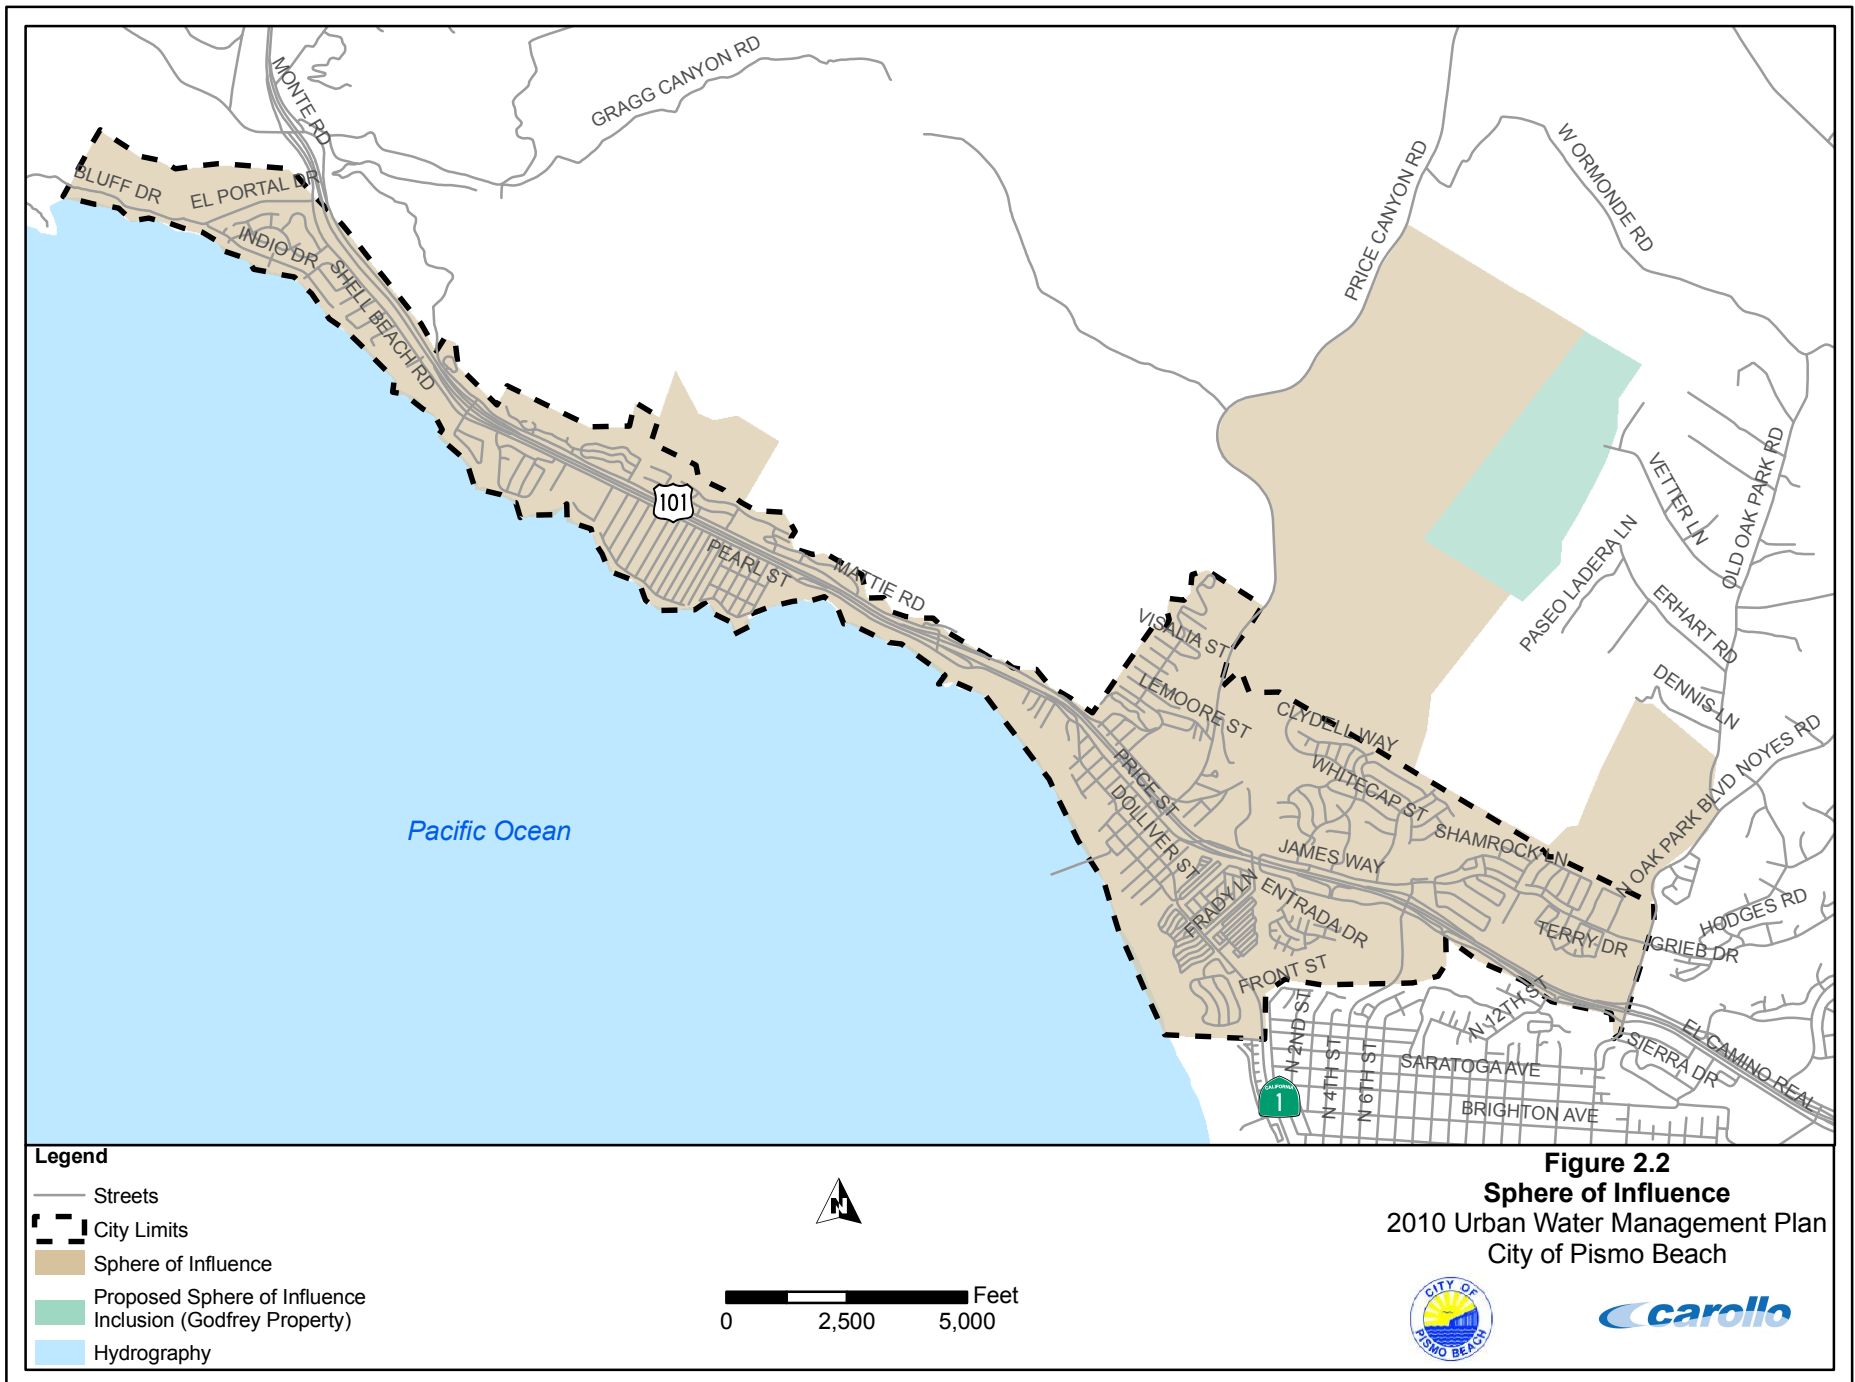 MONTE RD
GRAGG CANYON RD
W ORMONDE RD
PRICE CANYON RD
BLUFF DR
EL PORTAL DR
INDIO DR
SHELL BEACH RD
101
PEARL ST
MATTIE RD
VISALIA ST
LEMOORE ST
CLYDELL WAY
WHITECAP ST
SHAMROCK LN
VETTER LN
OLD OAK PARK RD
PASEO LADERA LN
ERHART RD
DENNIS LN
NOYES RD
N OAK PARK BLVD
PRICE ST
DOLLIVER ST
JAMES WAY
FRADY LN
ENTRADA DR
TERRY DR
GRIEB DR
HODGES RD
FRONT ST
N 2ND ST
N 4TH ST
N 6TH ST
N 12TH ST
SARATOGA AVE
BRIGHTON AVE
SIERRA DR
EL CAMINO REAL
CALIFORNIA
1
Pacific Ocean
Legend
Streets
City Limits
Sphere of Influence
Proposed Sphere of Influence
Inclusion (Godfrey Property)
Hydrography
N
Feet
0 2,500 5,000
Figure 2.2
Sphere of Influence
2010 Urban Water Management Plan
City of Pismo Beach
CITY OF
PISMO BEACH
carollo